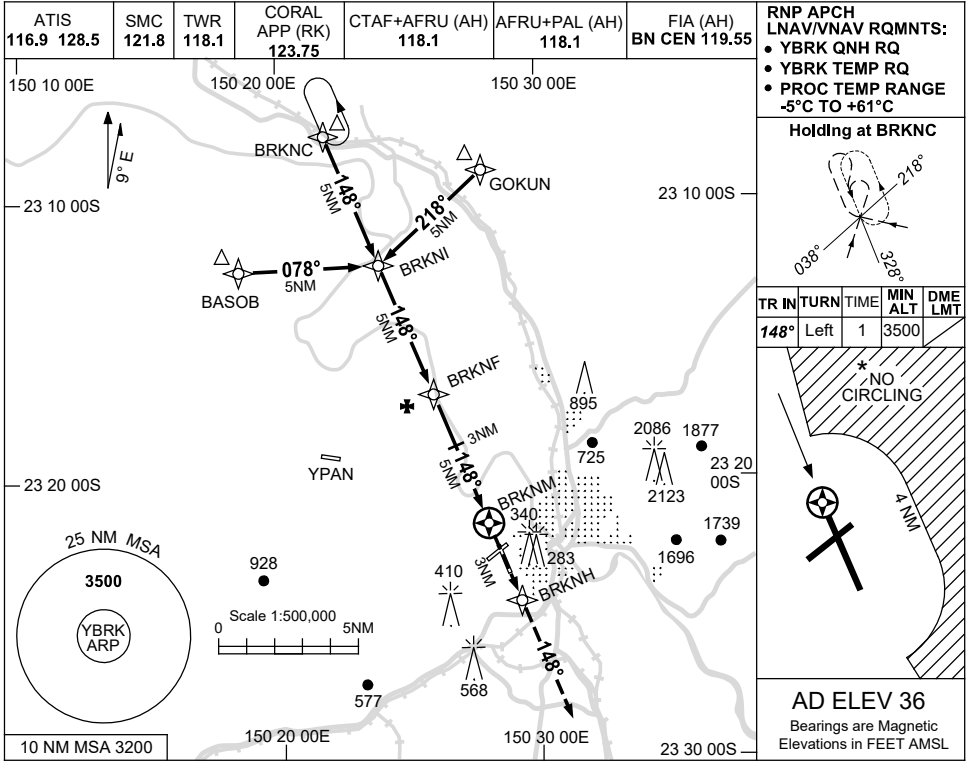 ATIS
116.9 128.5
SMC
121.8
TWR
118.1
CORAL
APP (RK)
123.75
CTAF+AFRU (AH)
118.1
AFRU+PAL (AH)
118.1
FIA (AH)
BN CEN 119.55
RNP APCH
LNAV/VNAV RQMNTS:
• YBRK QNH RQ
• YBRK TEMP RQ
• PROC TEMP RANGE
-5°C TO +61°C
150 10 00E
150 20 00E
150 30 00E
9° E
BRKNC
148°
5NM
GOKUN
218°
5NM
23 10 00S
23 10 00S
BRKNI
078°
5NM
BASOB
148°
5NM
BRKNF
3NM
148°
5NM
YPAN
895
725
2086
1877
2123
23 20
00S
23 20 00S
BRKNM
340
283
1696
1739
3NM
BRKNH
148°
928
410
568
577
25 NM MSA
3500
YBRK
ARP
Scale 1:500,000
0
5NM
10 NM MSA 3200
150 20 00E
150 30 00E
23 30 00S
Holding at BRKNC
218°
038°
328°
TR IN
TURN
TIME
MIN
ALT
DME
LMT
148°
Left
1
3500
*
NO
CIRCLING
4 NM
AD ELEV 36
Bearings are Magnetic
Elevations in FEET AMSL